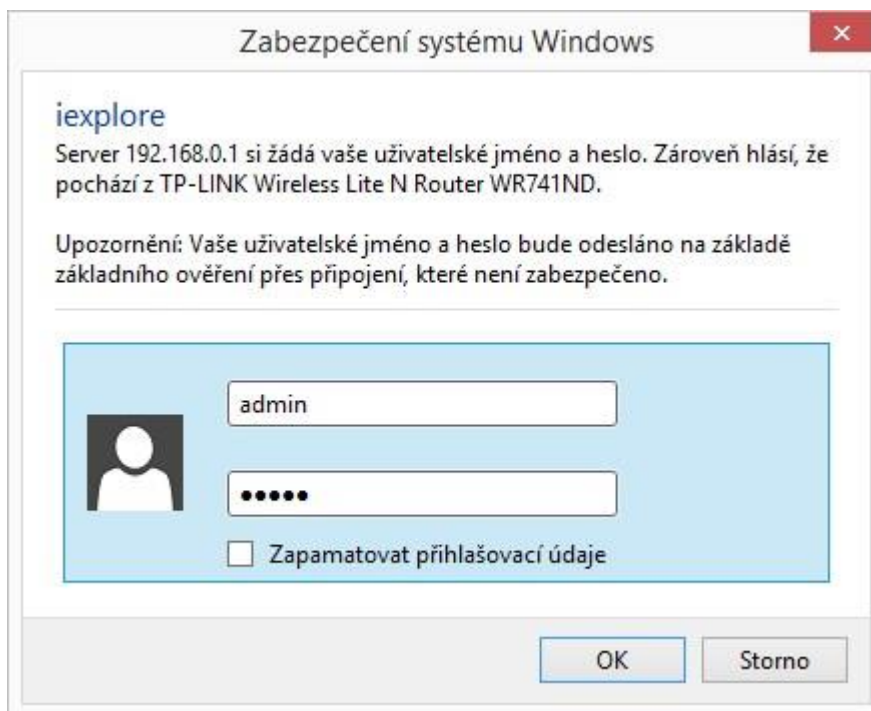 Zabezpečení systému Windows
iexplore
Server 192.168.0.1 si žádá vaše uživatelské jméno a heslo. Zároveň hlásí, že
pochází z TP-LINK Wireless Lite N Router WR741ND.
Upozornění: Vaše uživatelské jméno a heslo bude odesláno na základě
základního ověření přes připojení, které není zabezpečeno.
admin
●●●●●
Zapamatovat přihlašovací údaje
OK
Storno